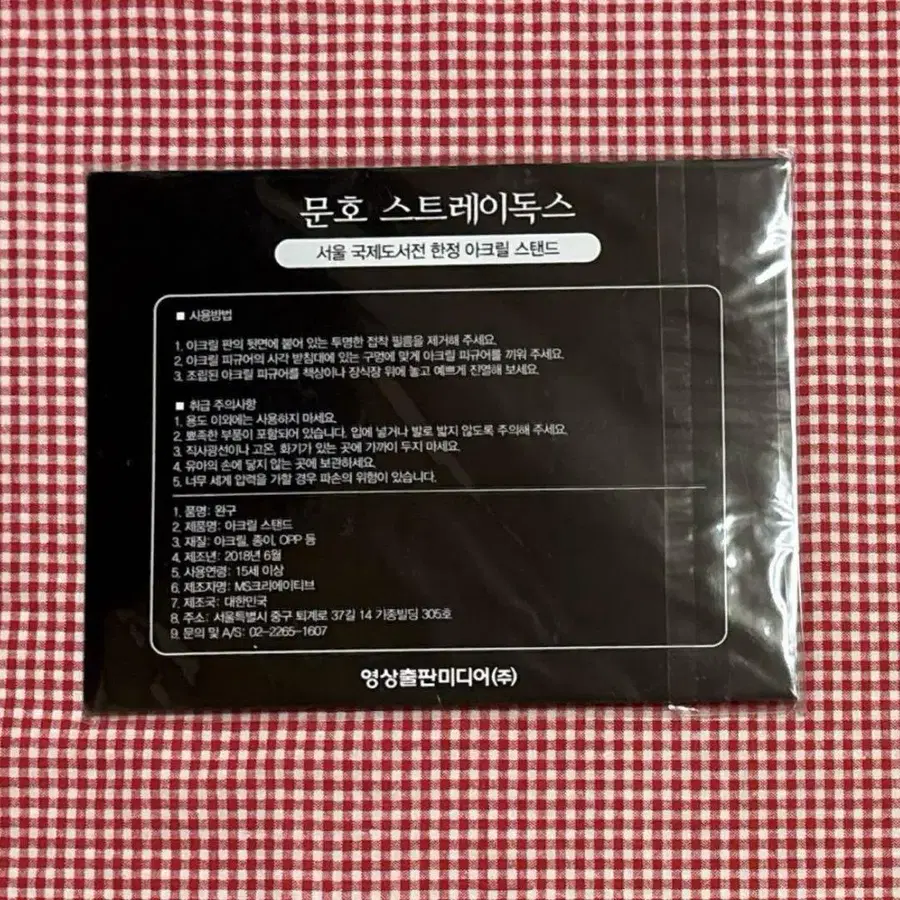 문호 스트레이독스
서울 국제도서전 한정 아크릴 스탠드
■ 사용방법
1. 아크릴 판의 뒷면에 붙어 있는 투명한 접착 필름을 제거해 주세요.
2. 아크릴 피규어의 사각 받침대에 있는 구멍에 맞게 아크릴 피규어를 끼워 주세요.
3. 조립된 아크릴 피규어를 책상이나 장식장 위에 놓고 예쁘게 진열해 보세요.
■ 취급 주의사항
1. 용도 이외에는 사용하지 마세요.
2. 뾰족한 부품이 포함되어 있습니다. 입에 넣거나 발로 밟지 않도록 주의해 주세요.
3. 직사광선이나 고온, 화기가 있는 곳에 가까이 두지 마세요.
4. 유아의 손에 닿지 않는 곳에 보관하세요.
5. 너무 세게 압력을 가할 경우 파손의 위험이 있습니다.
1. 품명: 완구
2. 제품명: 아크릴 스탠드
3. 재질: 아크릴, 종이, OPP 등
4. 제조년: 2018년 6월
5. 사용연령: 15세 이상
6. 제조자명: MS크리에이티브
7. 제조국: 대한민국
8. 주소: 서울특별시 중구 퇴계로 37길 14 기종빌딩 305호
9. 문의 및 A/S: 02-2265-1607
영상출판미디어(주)